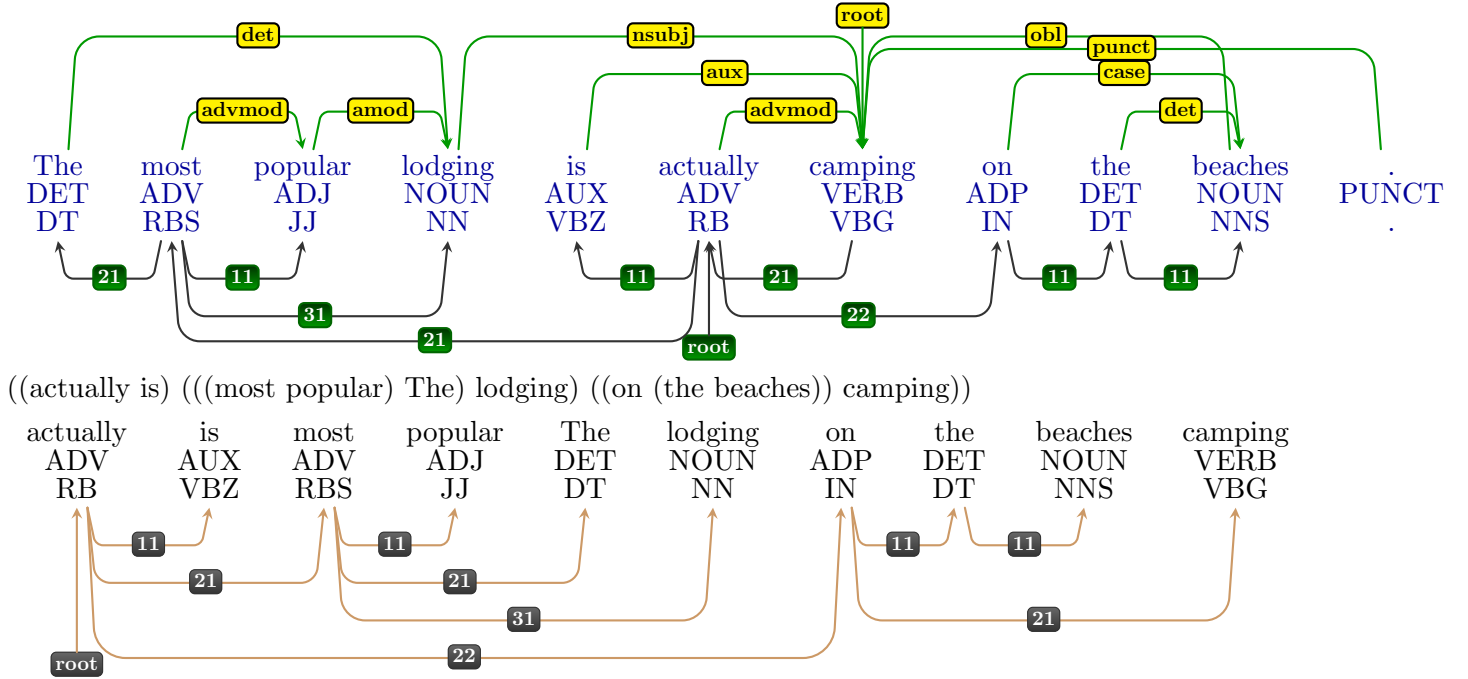 root
det nsubj obl
punct
aux case
advmod amod advmod det
The most popular lodging is actually camping on the beaches .
DET ADV ADJ NOUN AUX ADV VERB ADP DET NOUN PUNCT
DT RBS JJ NN VBZ RB VBG IN DT NNS .
21 11 11 21 11 11
31 22
21 root
((actually is) (((most popular) The) lodging) ((on (the beaches)) camping))
actually is most popular The lodging on the beaches camping
ADV AUX ADV ADJ DET NOUN ADP DET NOUN VERB
RB VBZ RBS JJ DT NN IN DT NNS VBG
11 11 11 11
21 21
31 21
root 22